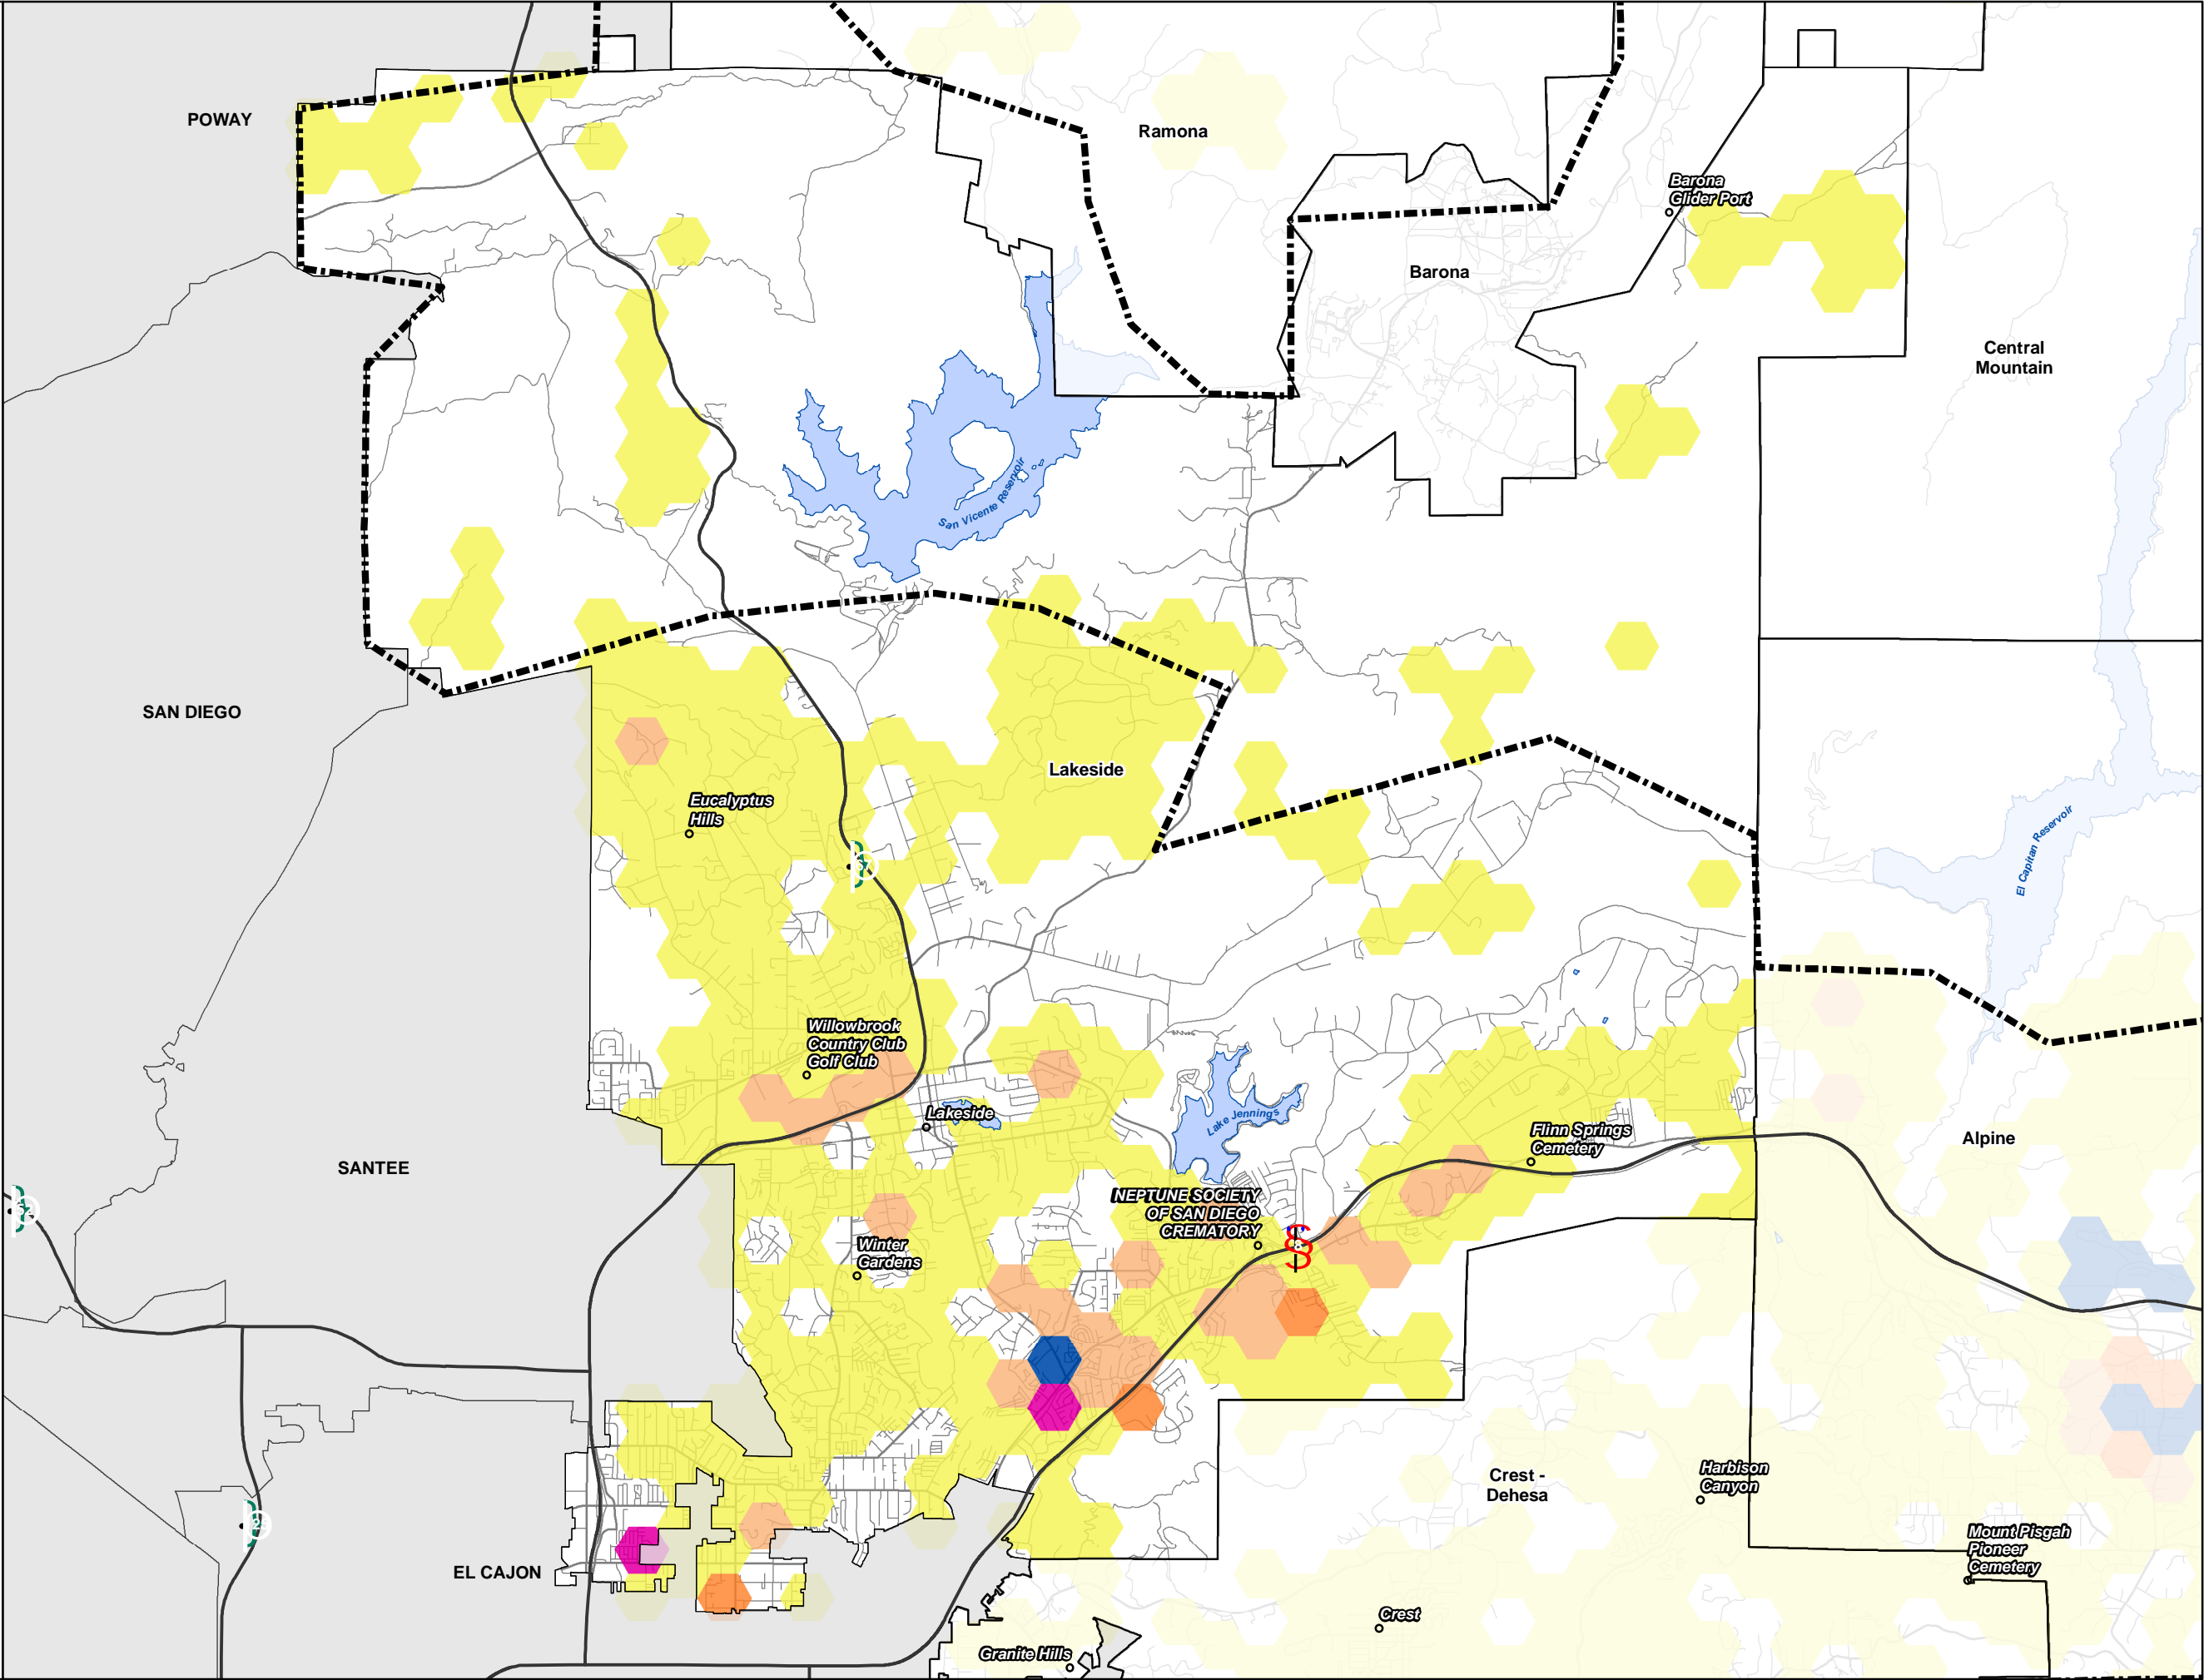 POWAY
Ramona
Barona
Glider Port
Barona
Central
Mountain
San Vicente Reservoir
SAN DIEGO
Lakeside
Eucalyptus
Hills
El Capitan Reservoir
Willowbrook
Country Club
Golf Club
Lakeside
Lake Jennings
Flinn Springs
Cemetery
Alpine
SANTEE
NEPTUNE SOCIETY
OF SAN DIEGO
CREMATORY
Winter
Gardens
8
Crest -
Dehesa
Harbison
Canyon
Mount Pisgah
Pioneer
Cemetery
EL CAJON
Crest
Granite Hills